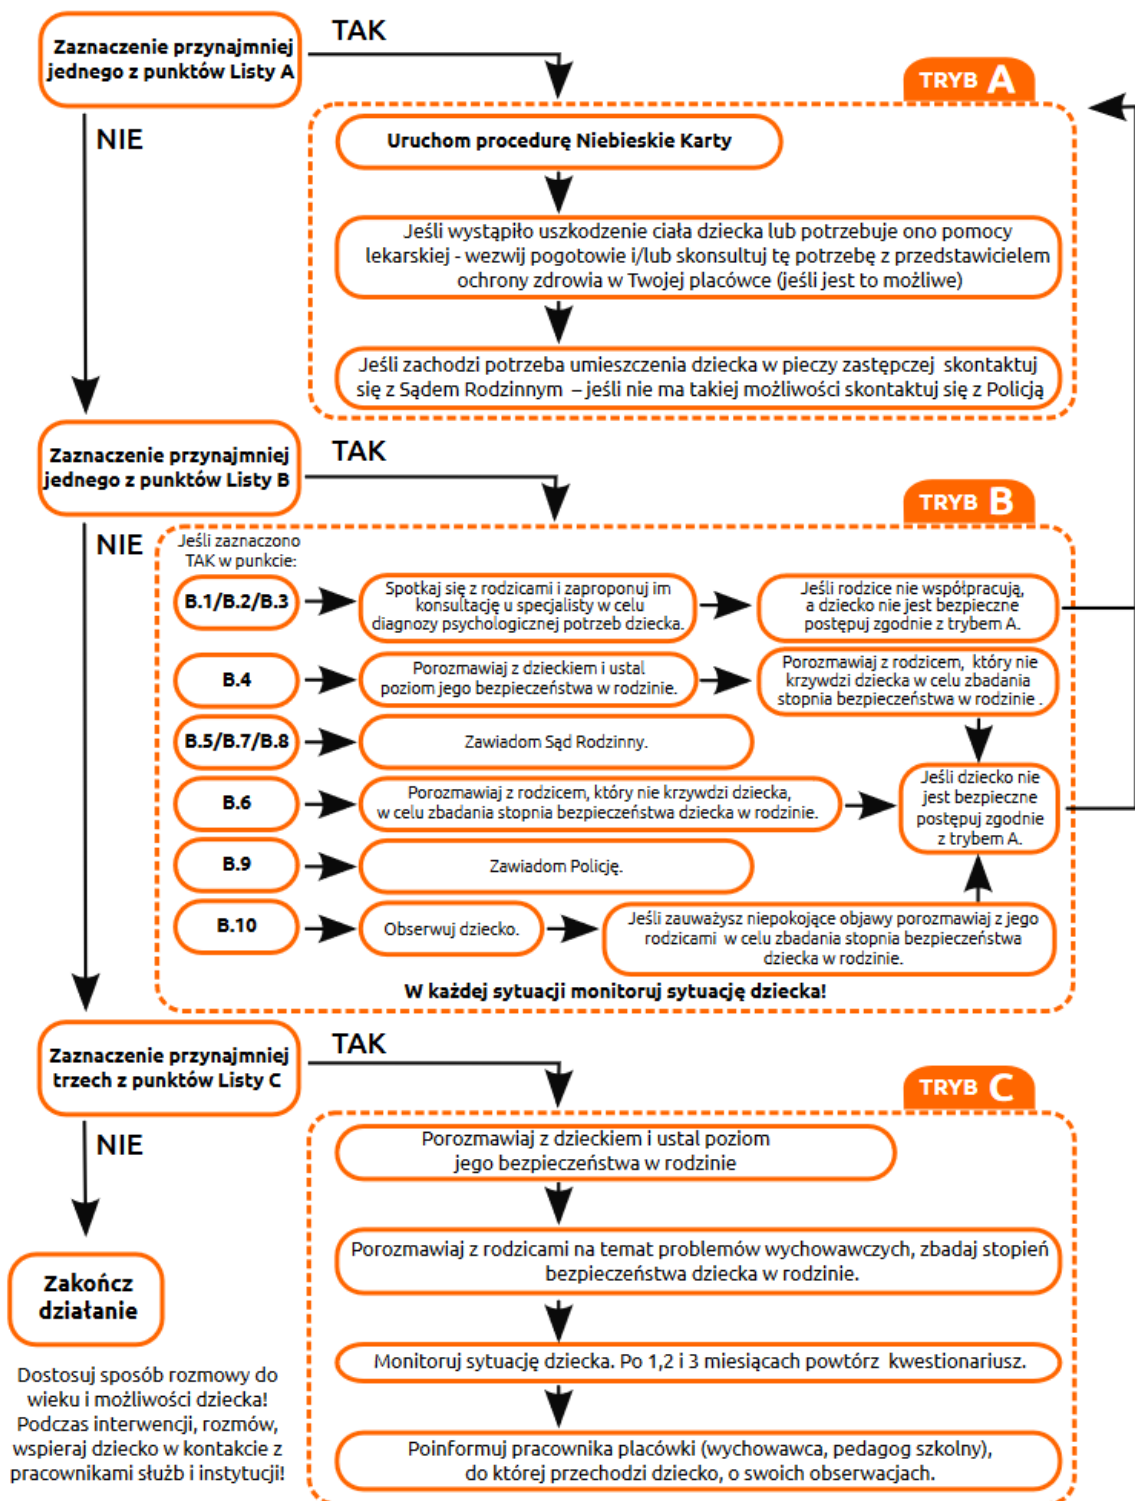 Zaznaczenie przynajmniej
jednego z punktów Listy A
TAK
NIE
TRYB A
Uruchom procedurę Niebieskie Karty
Jeśli wystąpiło uszkodzenie ciała dziecka lub potrzebuje ono pomocy
lekarskiej - wezwij pogotowie i/lub skonsultuj tę potrzebę z przedstawicielem
ochrony zdrowia w Twojej placówce (jeśli jest to możliwe)
Jeśli zachodzi potrzeba umieszczenia dziecka w pieczy zastępczej skontaktuj
się z Sądem Rodzinnym – jeśli nie ma takiej możliwości skontaktuj się z Policją
Zaznaczenie przynajmniej
jednego z punktów Listy B
TAK
NIE
TRYB B
Jeśli zaznaczono
TAK w punkcie:
B.1/B.2/B.3
Spotkaj się z rodzicami i zaproponuj im
konsultację u specjalisty w celu
diagnozy psychologicznej potrzeb dziecka.
Jeśli rodzice nie współpracują,
a dziecko nie jest bezpieczne
postępuj zgodnie z trybem A.
B.4
Porozmawiaj z dzieckiem i ustal
poziom jego bezpieczeństwa w rodzinie.
Porozmawiaj z rodzicem, który nie
krzywdzi dziecka w celu zbadania
stopnia bezpieczeństwa w rodzinie .
B.5/B.7/B.8
Zawiadom Sąd Rodzinny.
B.6
Porozmawiaj z rodzicem, który nie krzywdzi dziecka,
w celu zbadania stopnia bezpieczeństwa dziecka w rodzinie.
Jeśli dziecko nie
jest bezpieczne
postępuj zgodnie
z trybem A.
B.9
Zawiadom Policję.
B.10
Obserwuj dziecko.
Jeśli zauważysz niepokojące objawy porozmawiaj z jego
rodzicami w celu zbadania stopnia bezpieczeństwa
dziecka w rodzinie.
W każdej sytuacji monitoruj sytuację dziecka!
Zaznaczenie przynajmniej
trzech z punktów Listy C
TAK
NIE
TRYB C
Porozmawiaj z dzieckiem i ustal poziom
jego bezpieczeństwa w rodzinie
Porozmawiaj z rodzicami na temat problemów wychowawczych, zbadaj stopień
bezpieczeństwa dziecka w rodzinie.
Monitoruj sytuację dziecka. Po 1,2 i 3 miesiącach powtórz kwestionariusz.
Poinformuj pracownika placówki (wychowawca, pedagog szkolny),
do której przechodzi dziecko, o swoich obserwacjach.
Zakończ
działanie
Dostosuj sposób rozmowy do
wieku i możliwości dziecka!
Podczas interwencji, rozmów,
wspieraj dziecko w kontakcie z
pracownikami służb i instytucji!